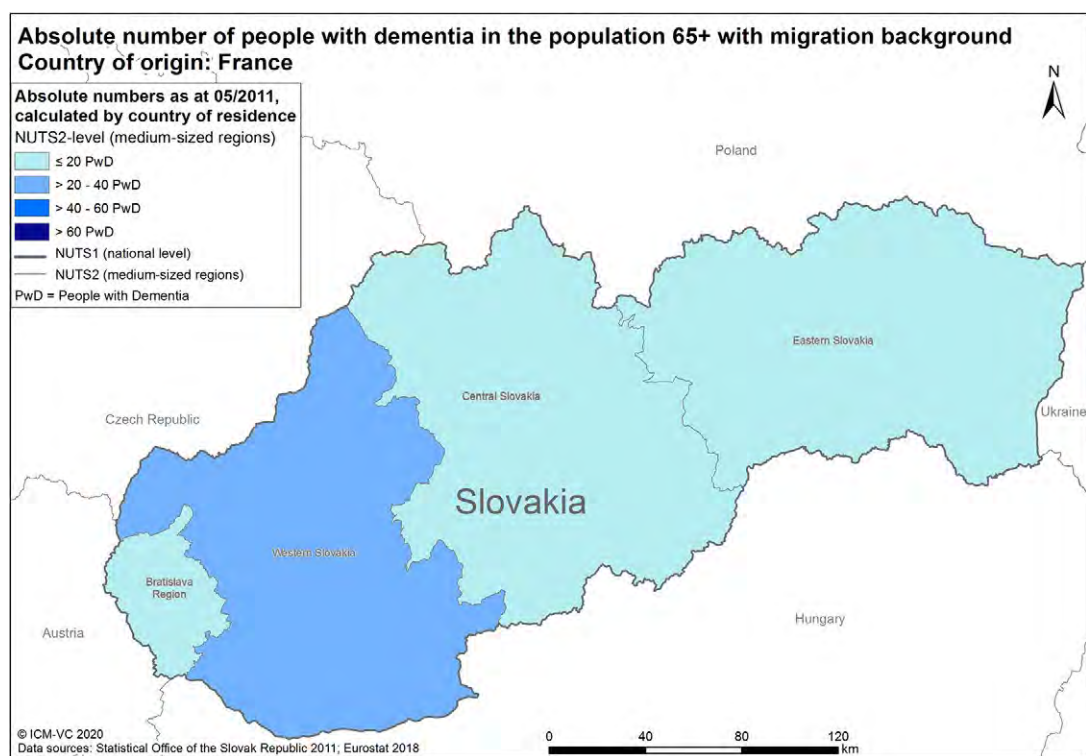 Absolute number of people with dementia in the population 65+ with migration background
Country of origin: France
Absolute numbers as at 05/2011,
calculated by country of residence
NUTS2-level (medium-sized regions)
≤ 20 PwD
> 20 - 40 PwD
> 40 - 60 PwD
> 60 PwD
NUTS1 (national level)
NUTS2 (medium-sized regions)
PwD = People with Dementia
N
Poland
Eastern Slovakia
Central Slovakia
Czech Republic
Ukraine
Slovakia
Western Slovakia
Bratislava
Region
Austria
Hungary
© ICM-VC 2020
Data sources: Statistical Office of the Slovak Republic 2011; Eurostat 2018
0 40 80 120
km